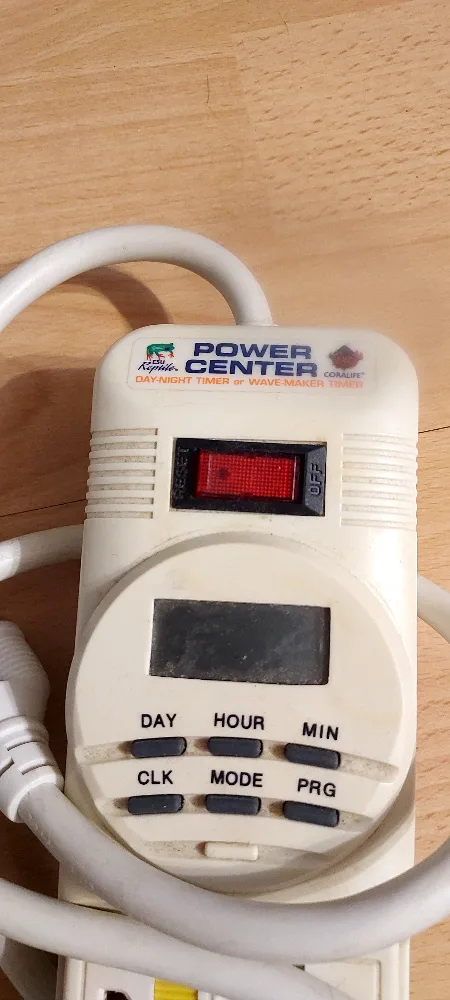 POWER
CENTER
ESU
Reptile
CORALIFE
DAY-NIGHT TIMER or WAVE-MAKER TIMER
RESET
OFF
DAY HOUR MIN
CLK MODE PRG